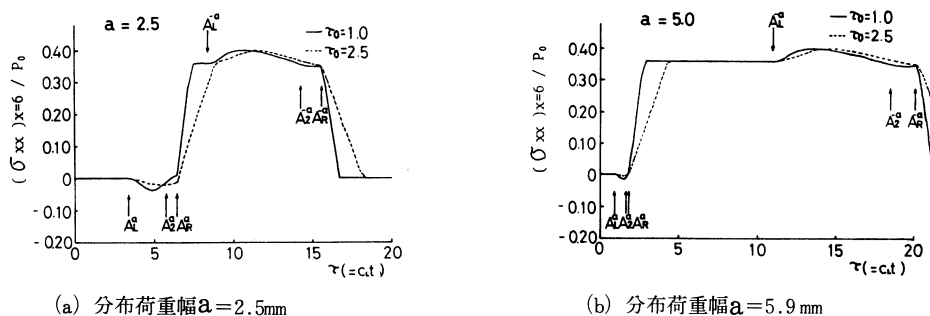 a = 2.5
A_L^-a
τ₀=1.0
τ₀=2.5
(σxx)x=6 / P₀
0.40
0.30
0.20
0.10
0
-0.10
-0.20
A_L^a
A_2^a
A_R^a
A_2^-a
A_R^-a
0
5
10
15
20
τ(=c₁t)
(a) 分布荷重幅a=2.5mm
a = 5.0
A_L^-a
τ₀=1.0
τ₀=2.5
(σxx)x=6 / P₀
0.40
0.30
0.20
0.10
0
-0.10
-0.20
A_L^a
A_2^a
A_R^a
A_2^-a
A_R^-a
0
5
10
15
20
τ(=c₁t)
(b) 分布荷重幅a=5.9mm